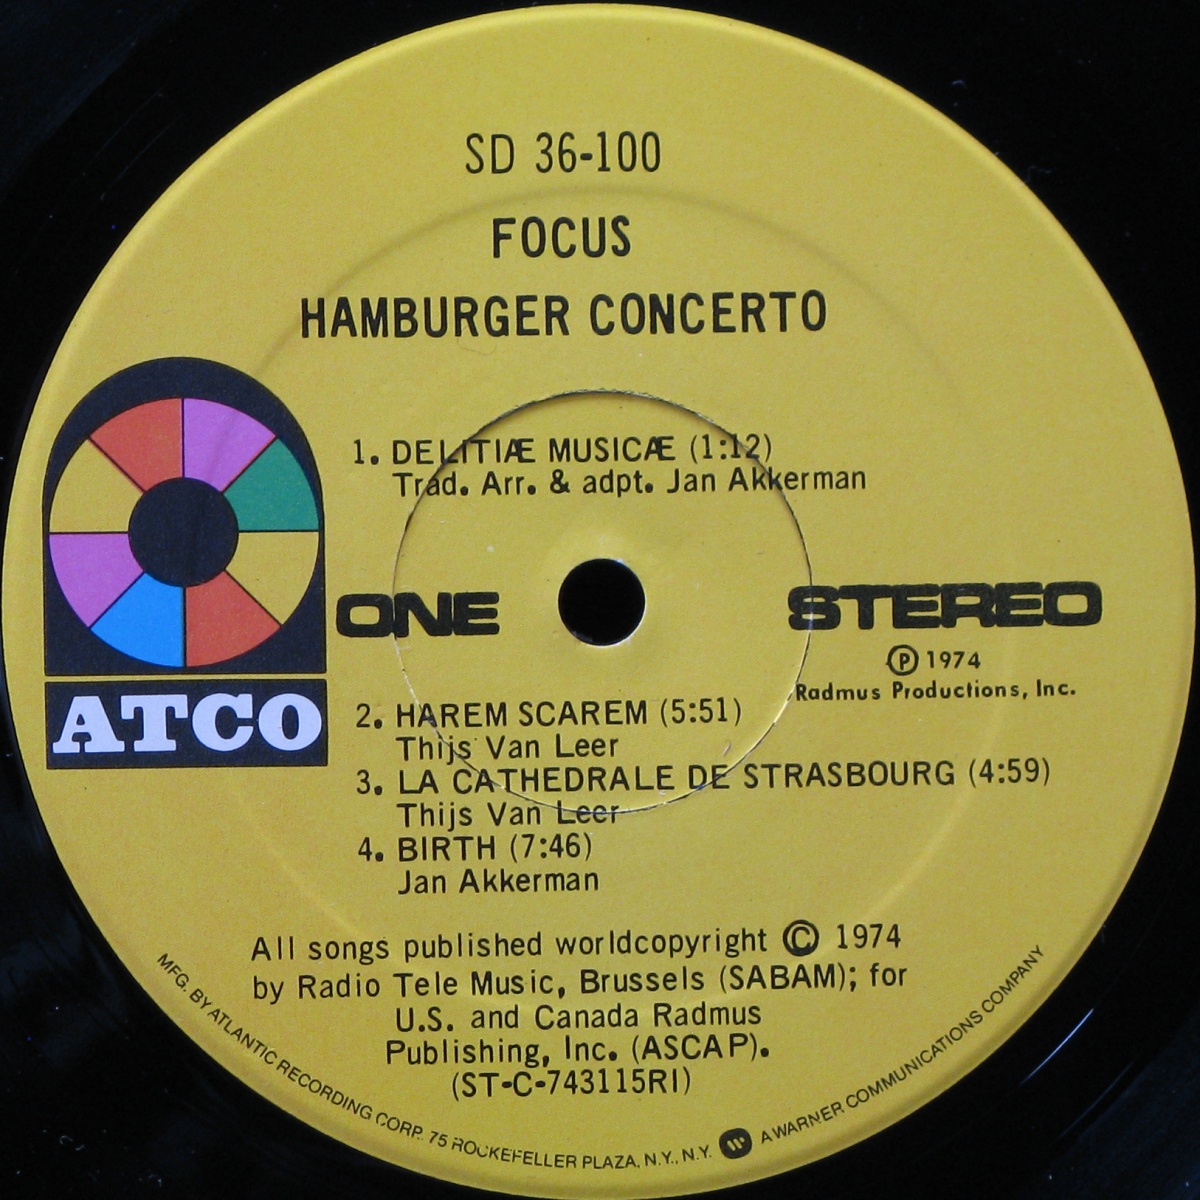 SD 36-100
FOCUS
HAMBURGER CONCERTO
1. DELITIÆ MUSICÆ (1:12)
Trad. Arr. & adpt. Jan Akkerman
ONE
STEREO
Ⓟ 1974
Radmus Productions, Inc.
ATCO
2. HAREM SCAREM (5:51)
Thijs Van Leer
3. LA CATHEDRALE DE STRASBOURG (4:59)
Thijs Van Leer
4. BIRTH (7:46)
Jan Akkerman
All songs published worldcopyright © 1974
by Radio Tele Music, Brussels (SABAM); for
U.S. and Canada Radmus
Publishing, Inc. (ASCAP).
(ST-C-743115RI)
MFG. BY ATLANTIC RECORDING CORP. 75 ROCKEFELLER PLAZA. N.Y., N.Y. A WARNER COMMUNICATIONS COMPANY